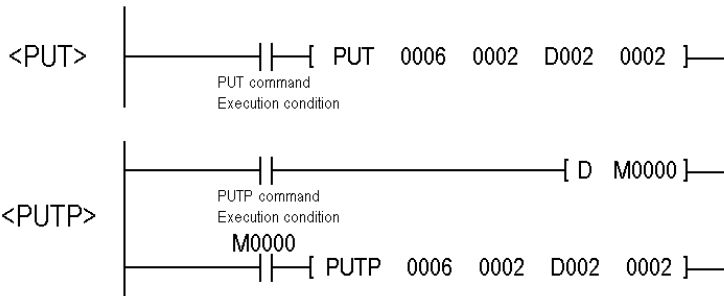 <PUT> PUT 0006 0002 D002 0002
PUT command
Execution condition
D M0000
PUTP command
<PUTP> Execution condition
M0000
PUTP 0006 0002 D002 0002